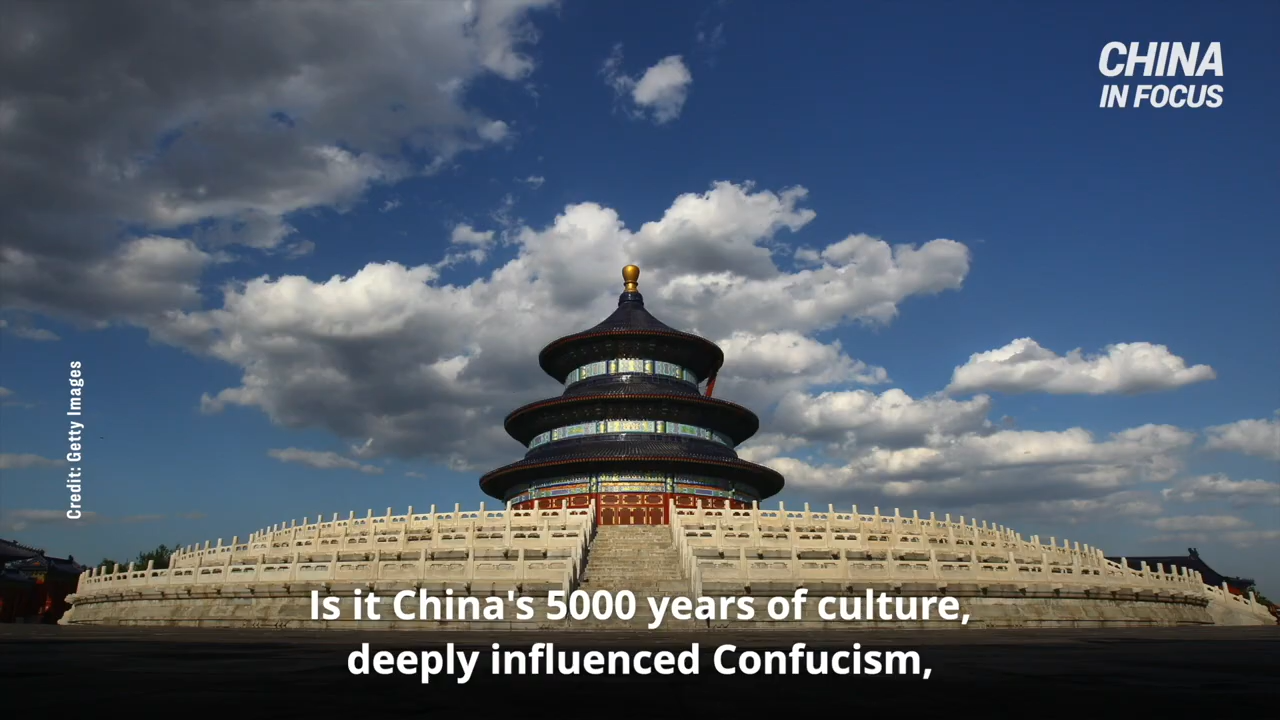 CHINA
IN FOCUS
Credit: Getty Images
Is it China's 5000 years of culture,
deeply influenced Confucism,